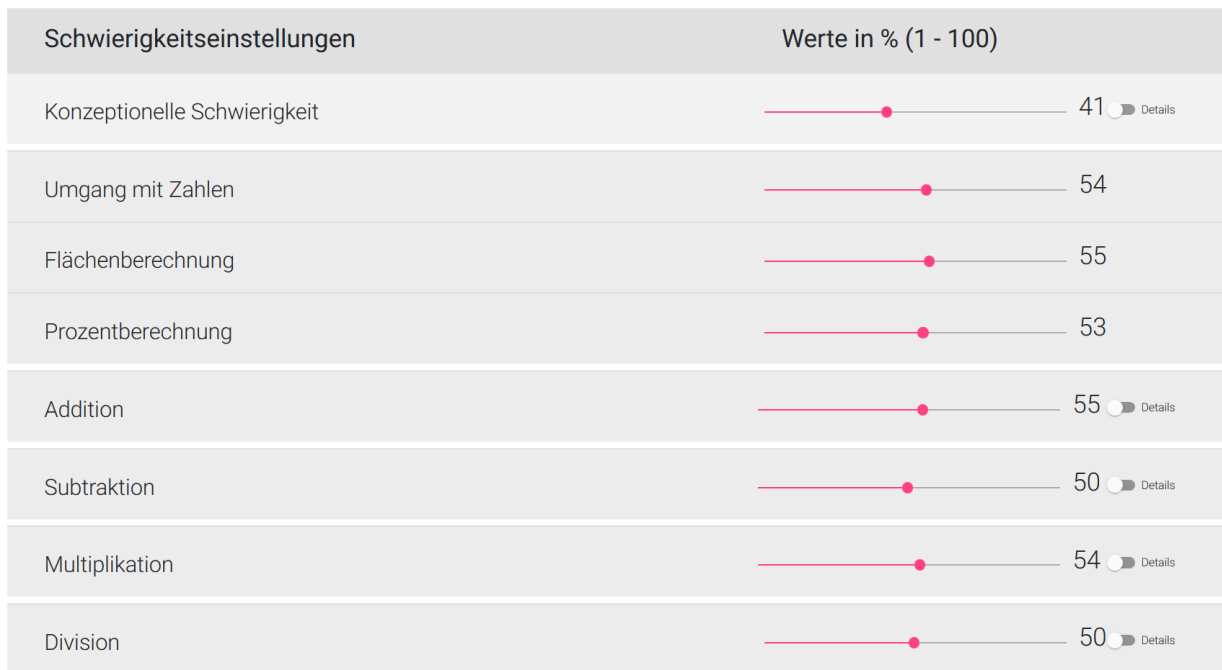 Schwierigkeitseinstellungen Werte in % (1 - 100)
Konzeptionelle Schwierigkeit 41 Details
Umgang mit Zahlen 54
Flächenberechnung 55
Prozentberechnung 53
Addition 55 Details
Subtraktion 50 Details
Multiplikation 54 Details
Division 50 Details